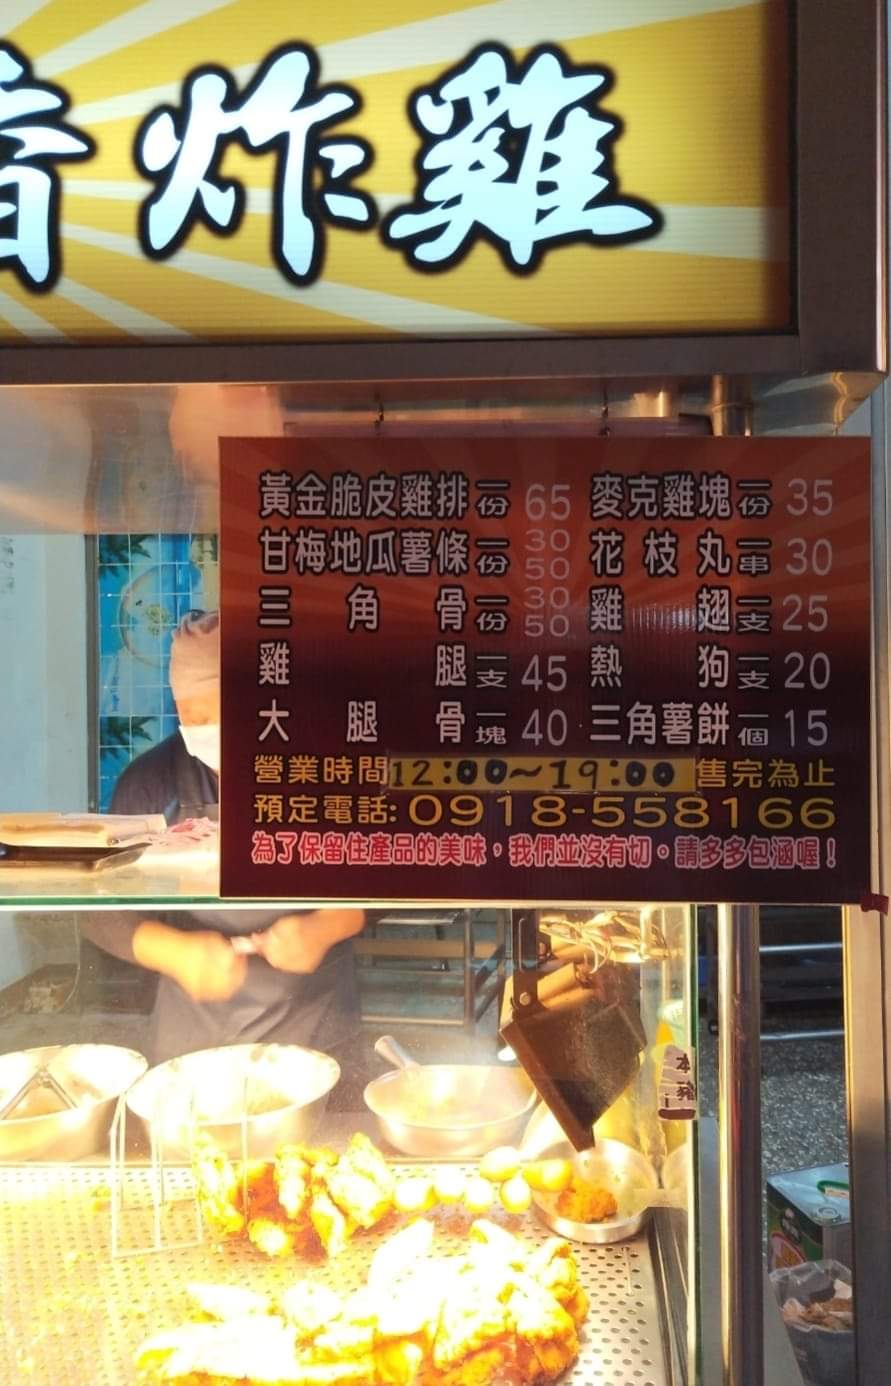 香炸雞
黃金脆皮雞排一份 65 麥克雞塊一份 35
甘梅地瓜薯條一份 30 50 花枝丸一串 30
三角骨一份 30 50 雞翅一支 25
雞腿一支 45 熱狗一支 20
大腿骨一塊 40 三角薯餅一個 15
營業時間12:00~19:00售完為止
預定電話:0918-558166
為了保留住產品的美味，我們並沒有切。請多多包涵喔！